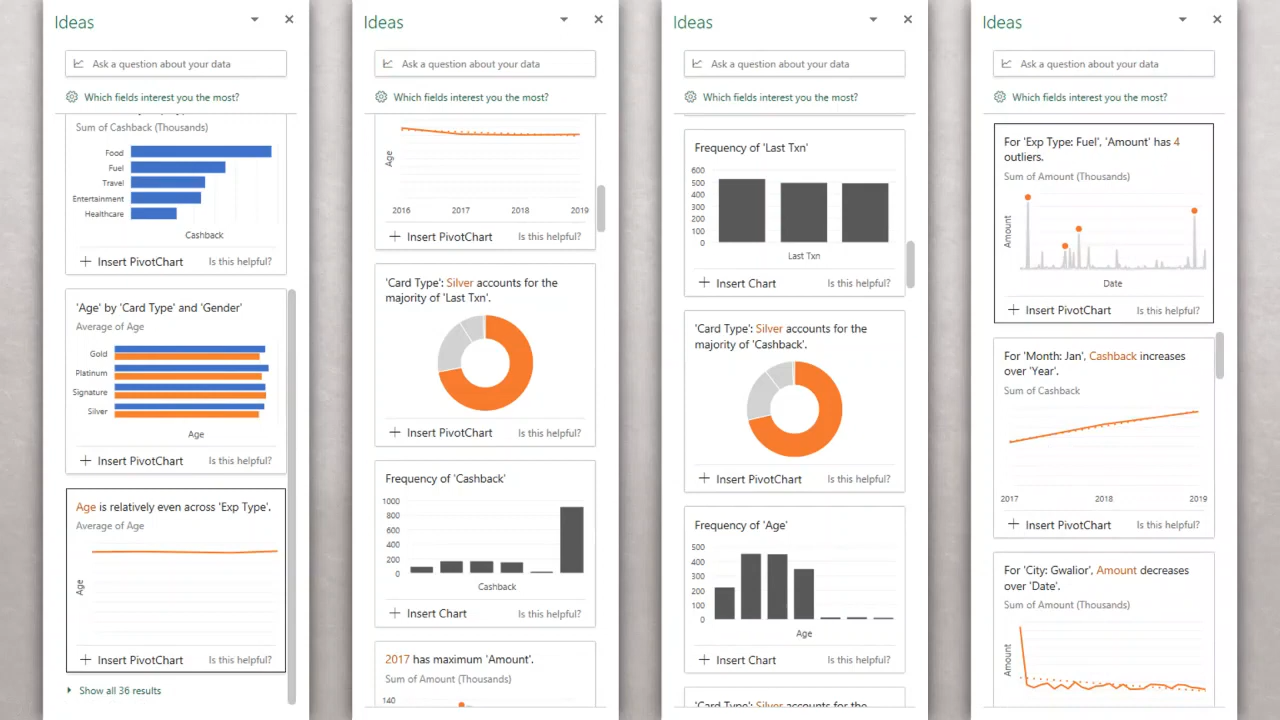 Ideas
Ask a question about your data
Which fields interest you the most?
Sum of Cashback (Thousands)
Food
Fuel
Travel
Entertainment
Healthcare
Cashback
Insert PivotChart Is this helpful?
'Age' by 'Card Type' and 'Gender'
Average of Age
Gold
Platinum
Signature
Silver
Age
Insert PivotChart Is this helpful?
Age is relatively even across 'Exp Type'.
Average of Age
Age
Insert PivotChart Is this helpful?
Show all 36 results
Ideas
Ask a question about your data
Which fields interest you the most?
Age
2016 2017 2018 2019
Insert PivotChart Is this helpful?
'Card Type': Silver accounts for the
majority of 'Last Txn'.
Insert PivotChart Is this helpful?
Frequency of 'Cashback'
1000
800
600
400
200
0
Cashback
Insert Chart Is this helpful?
2017 has maximum 'Amount'.
Sum of Amount (Thousands)
140
Ideas
Ask a question about your data
Which fields interest you the most?
Frequency of 'Last Txn'
600
500
400
300
200
100
0
Last Txn
Insert Chart Is this helpful?
'Card Type': Silver accounts for the
majority of 'Cashback'.
Insert PivotChart Is this helpful?
Frequency of 'Age'
500
400
300
200
100
0
Age
Insert Chart Is this helpful?
'Card Type': Silver accounts for the
Ideas
Ask a question about your data
Which fields interest you the most?
For 'Exp Type: Fuel', 'Amount' has 4
outliers.
Sum of Amount (Thousands)
Amount
Date
Insert PivotChart Is this helpful?
For 'Month: Jan', Cashback increases
over 'Year'.
Sum of Cashback
2017 2018 2019
Insert PivotChart Is this helpful?
For 'City: Gwalior', Amount decreases
over 'Date'.
Sum of Amount (Thousands)
Amount